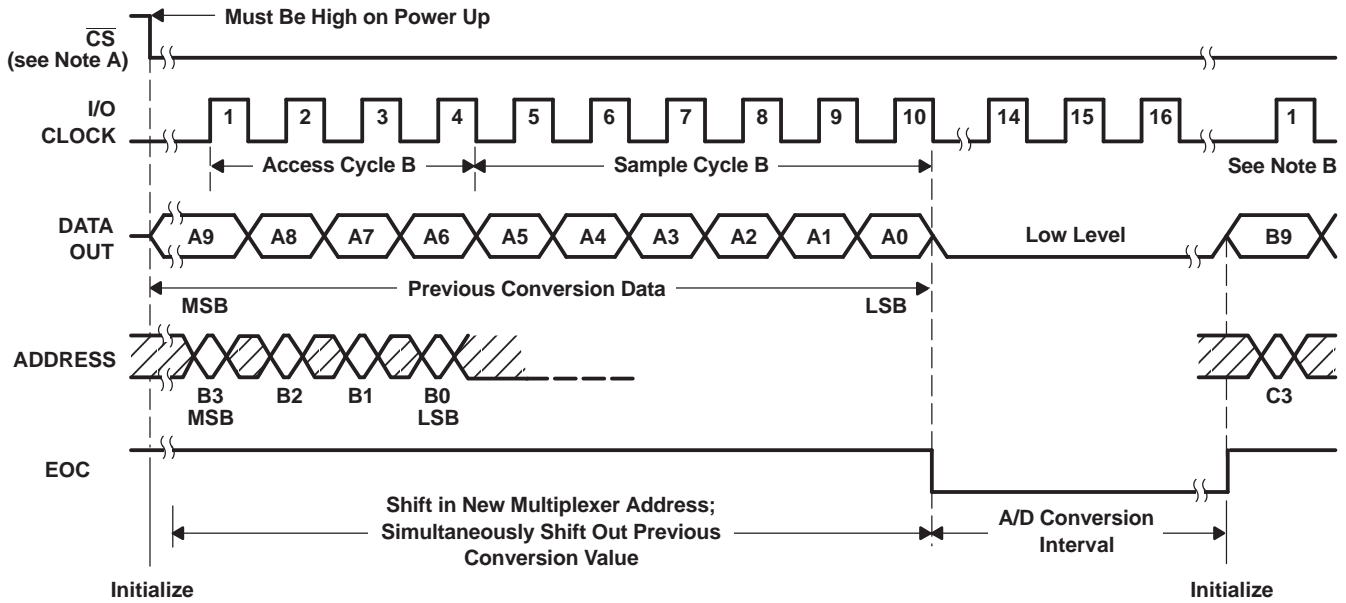 Must Be High on Power Up
CS
(see Note A)
I/O
CLOCK
1 2 3 4 5 6 7 8 9 10 14 15 16 1
Access Cycle B
Sample Cycle B
See Note B
DATA
OUT
A9 A8 A7 A6 A5 A4 A3 A2 A1 A0 Low Level B9
Previous Conversion Data
MSB
LSB
ADDRESS
B3 B2 B1 B0 C3
MSB LSB
EOC
Shift in New Multiplexer Address;
Simultaneously Shift Out Previous
Conversion Value
A/D Conversion
Interval
Initialize
Initialize